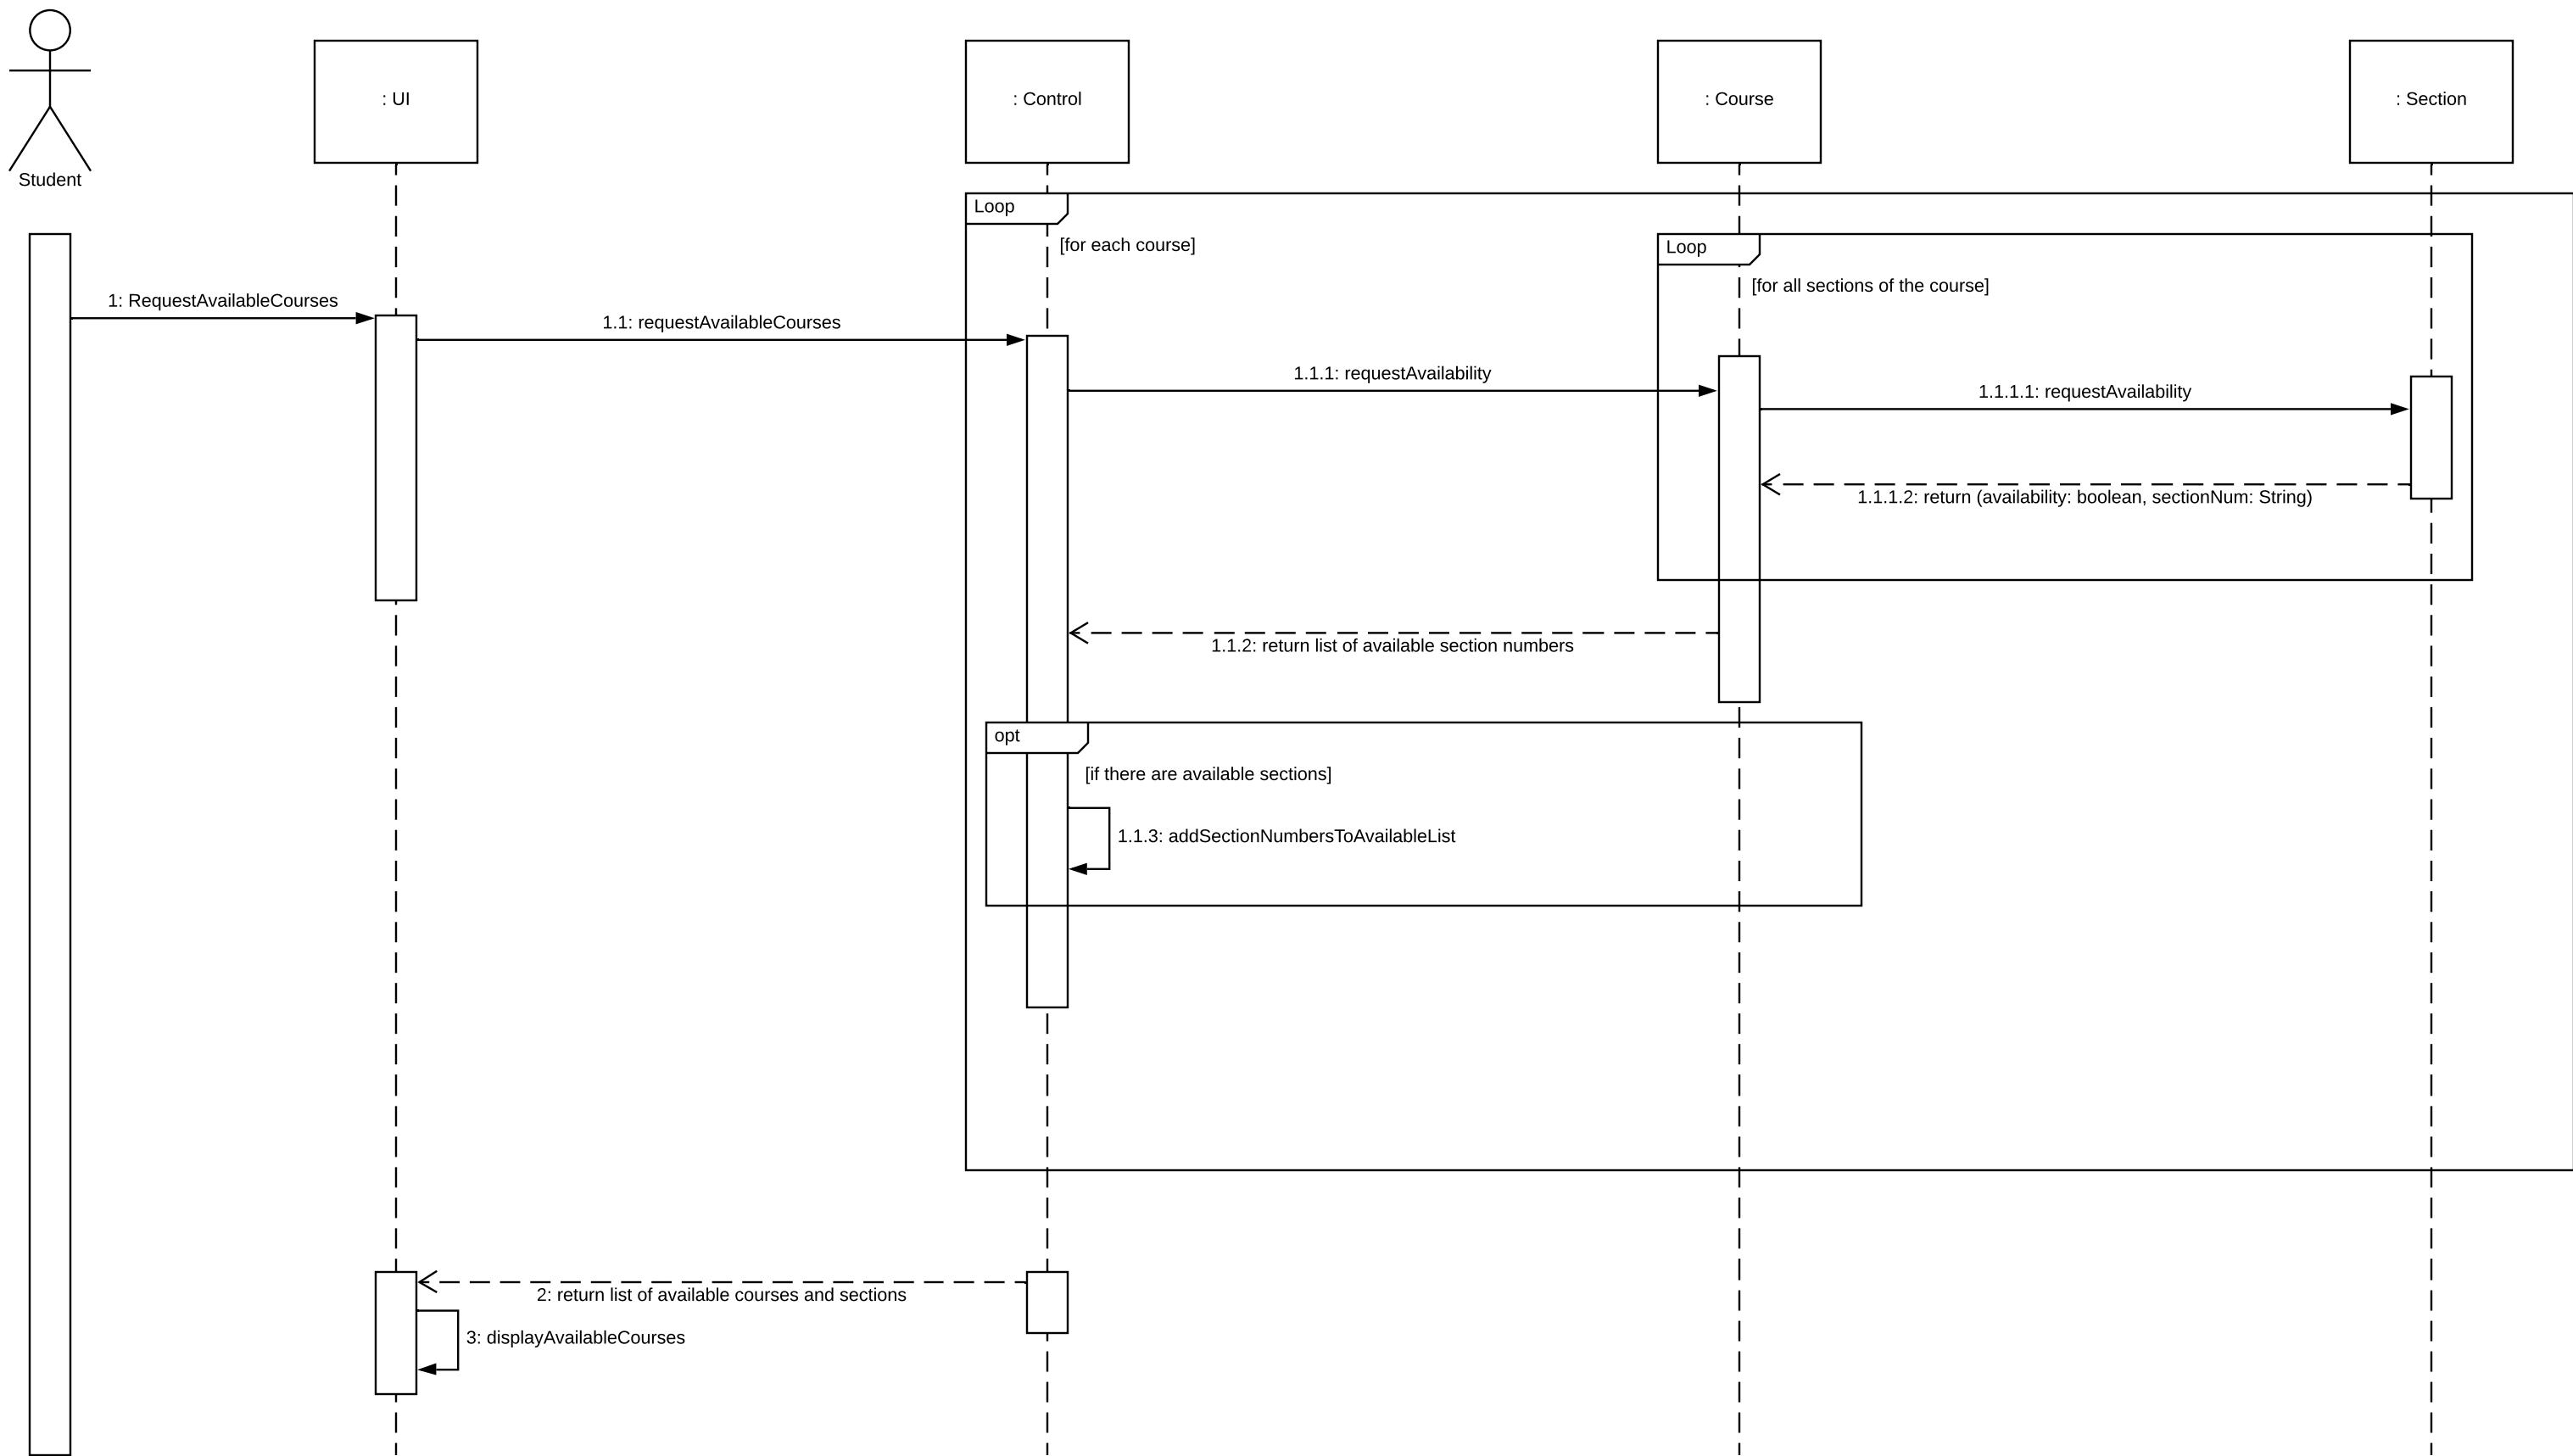 Student
: UI
: Control
: Course
: Section
Loop
[for each course]
Loop
[for all sections of the course]
1: RequestAvailableCourses
1.1: requestAvailableCourses
1.1.1: requestAvailability
1.1.1.1: requestAvailability
1.1.1.2: return (availability: boolean, sectionNum: String)
1.1.2: return list of available section numbers
opt
[if there are available sections]
1.1.3: addSectionNumbersToAvailableList
2: return list of available courses and sections
3: displayAvailableCourses